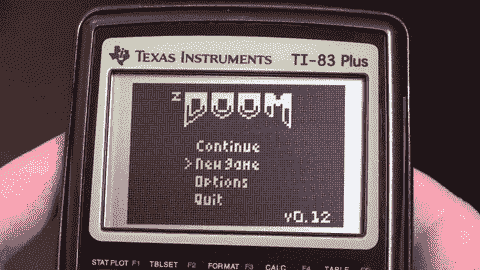 TEXAS INSTRUMENTS TI-83 Plus
z DOOM
Continue
>New game
Options
Quit
v0.12
STAT PLOT F1 TBLSET F2 FORMAT F3 CALC F4 TABLE F5